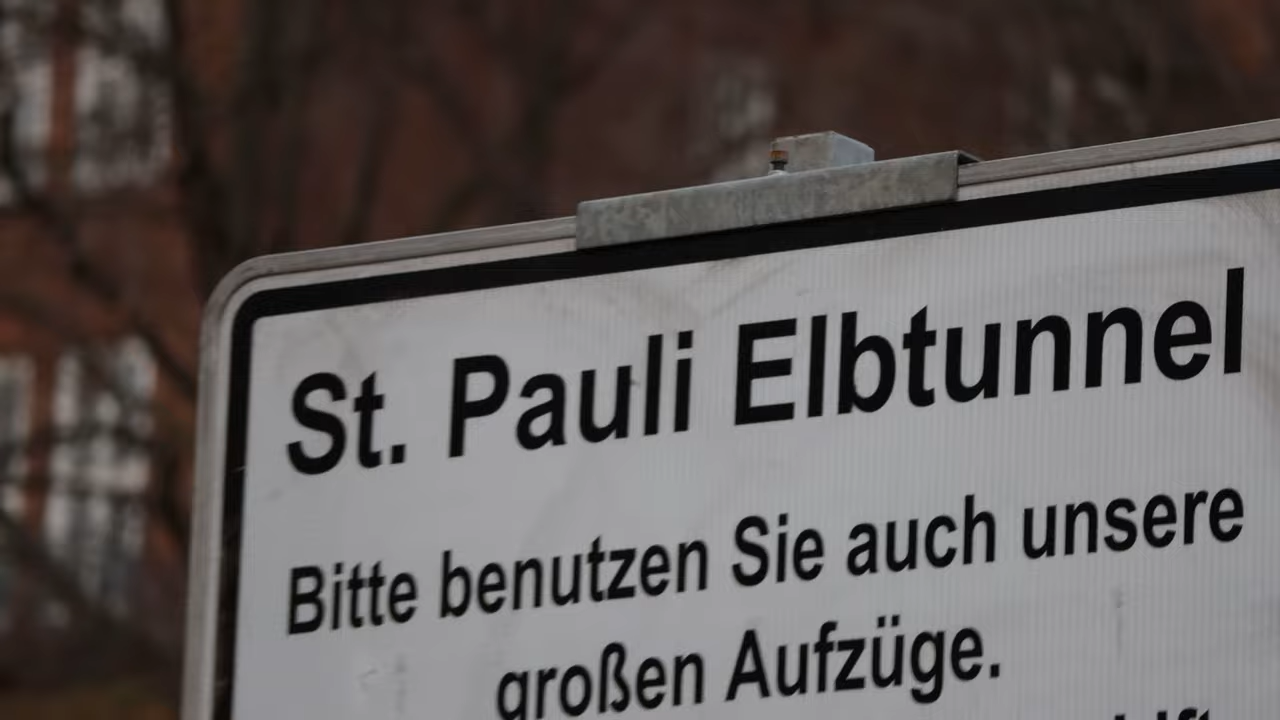 St. Pauli Elbtunnel
Bitte benutzen Sie auch unsere
großen Aufzüge.